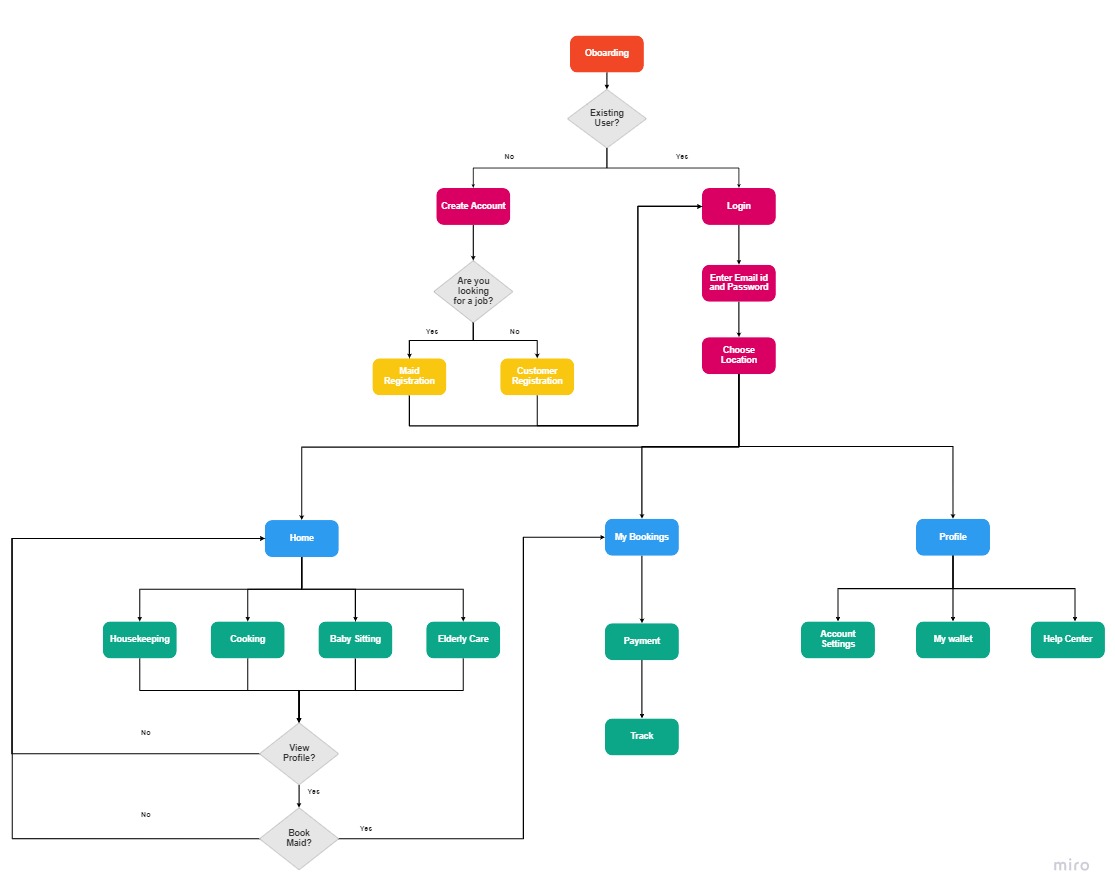 Oboarding
Existing
User?
No
Yes
Create Account
Login
Are you
looking
for a job?
Enter Email id
and Password
Yes
No
Choose
Location
Maid
Registration
Customer
Registration
Home
My Bookings
Profile
Housekeeping
Cooking
Baby Sitting
Elderly Care
Payment
Account
Settings
My wallet
Help Center
No
Track
View
Profile?
Yes
No
Book
Maid?
Yes
miro